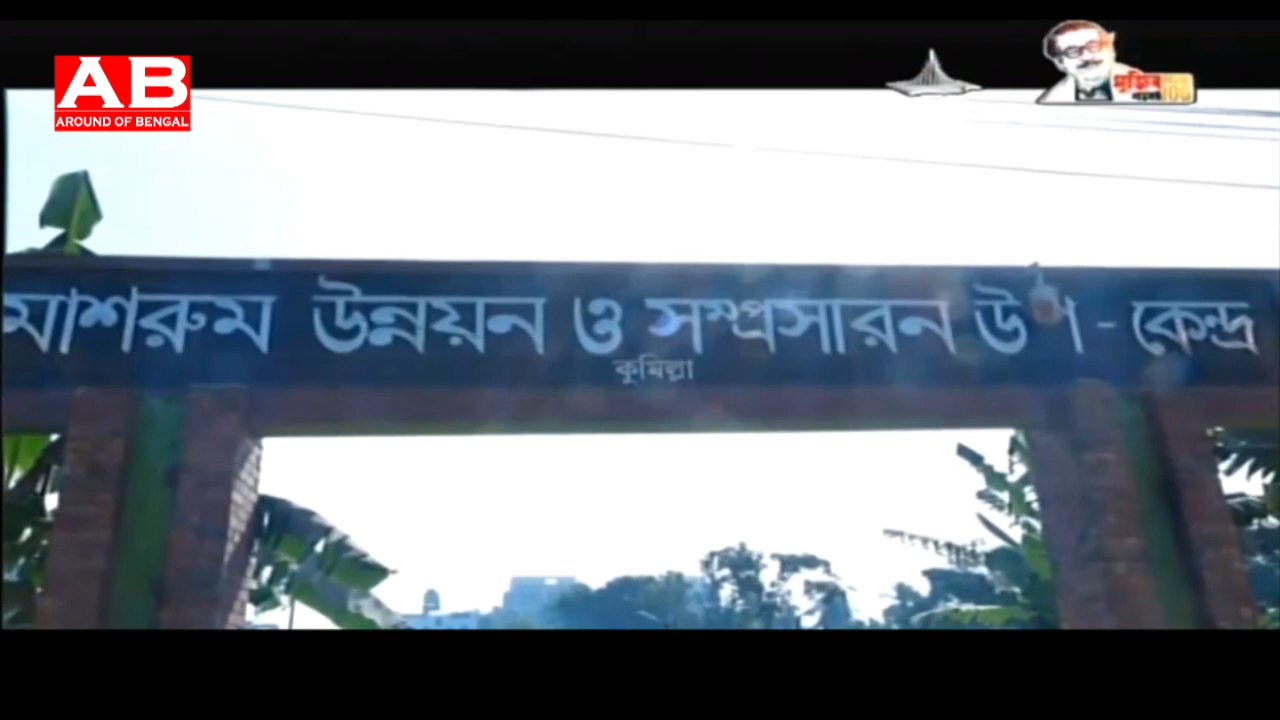 AB
AROUND OF BENGAL
মুজিব
মাশরুম উন্নয়ন ও সম্প্রসারন উপ - কেন্দ্র
কুমিল্লা